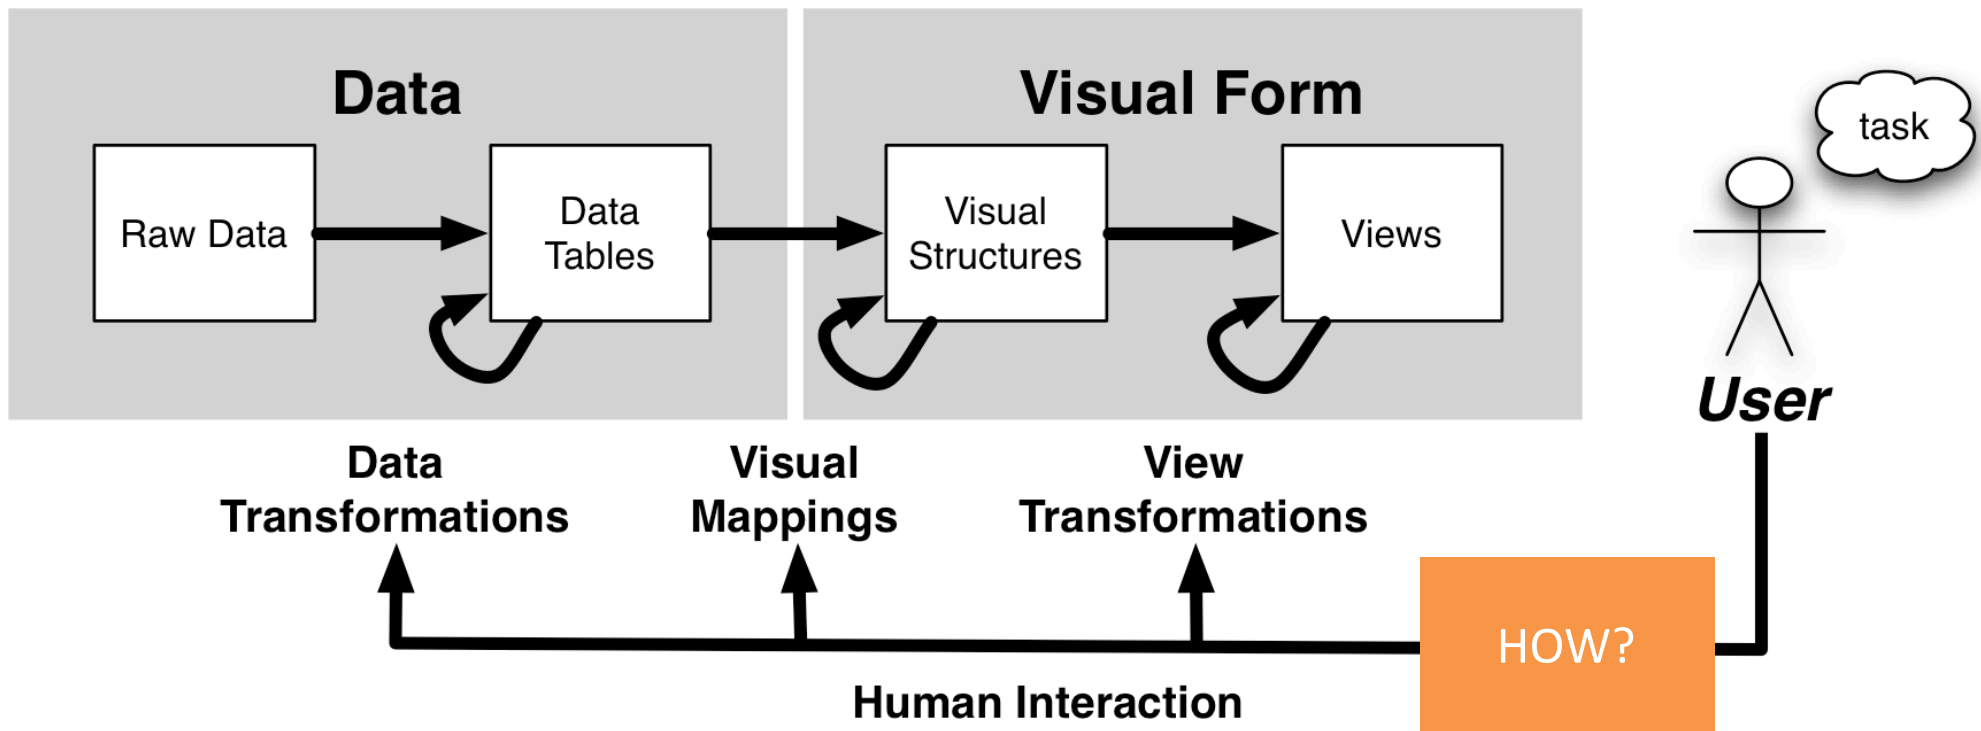 Data
Visual Form
task
Raw Data
Data
Tables
Visual
Structures
Views
User
Data
Transformations
Visual
Mappings
View
Transformations
HOW?
Human Interaction